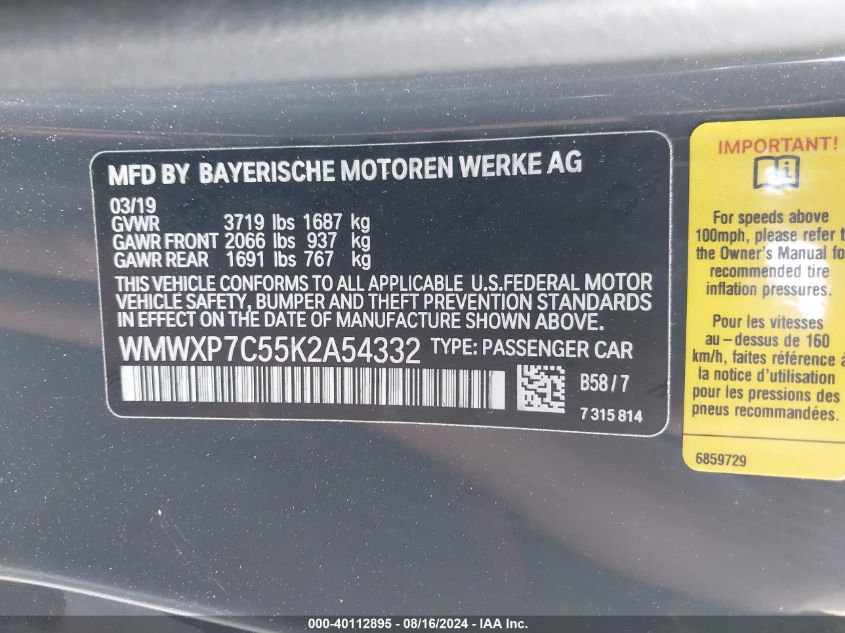 MFD BY BAYERISCHE MOTOREN WERKE AG
03/19
GVWR 3719 lbs 1687 kg
GAWR FRONT 2066 lbs 937 kg
GAWR REAR 1691 lbs 767 kg
THIS VEHICLE CONFORMS TO ALL APPLICABLE U.S.FEDERAL MOTOR
VEHICLE SAFETY, BUMPER AND THEFT PREVENTION STANDARDS
IN EFFECT ON THE DATE OF MANUFACTURE SHOWN ABOVE.
WMWXP7C55K2A54332 TYPE: PASSENGER CAR
B58/7
7 315 814
IMPORTANT!
For speeds above
100mph, please refer t
the Owner's Manual fo
recommended tire
inflation pressures.
Pour les vitesses
au-dessus de 160
km/h, faites référence
la notice d'utilisation
pour les pressions des
pneus recommandées.
6859729
000-40112895 - 08/16/2024 - IAA Inc.